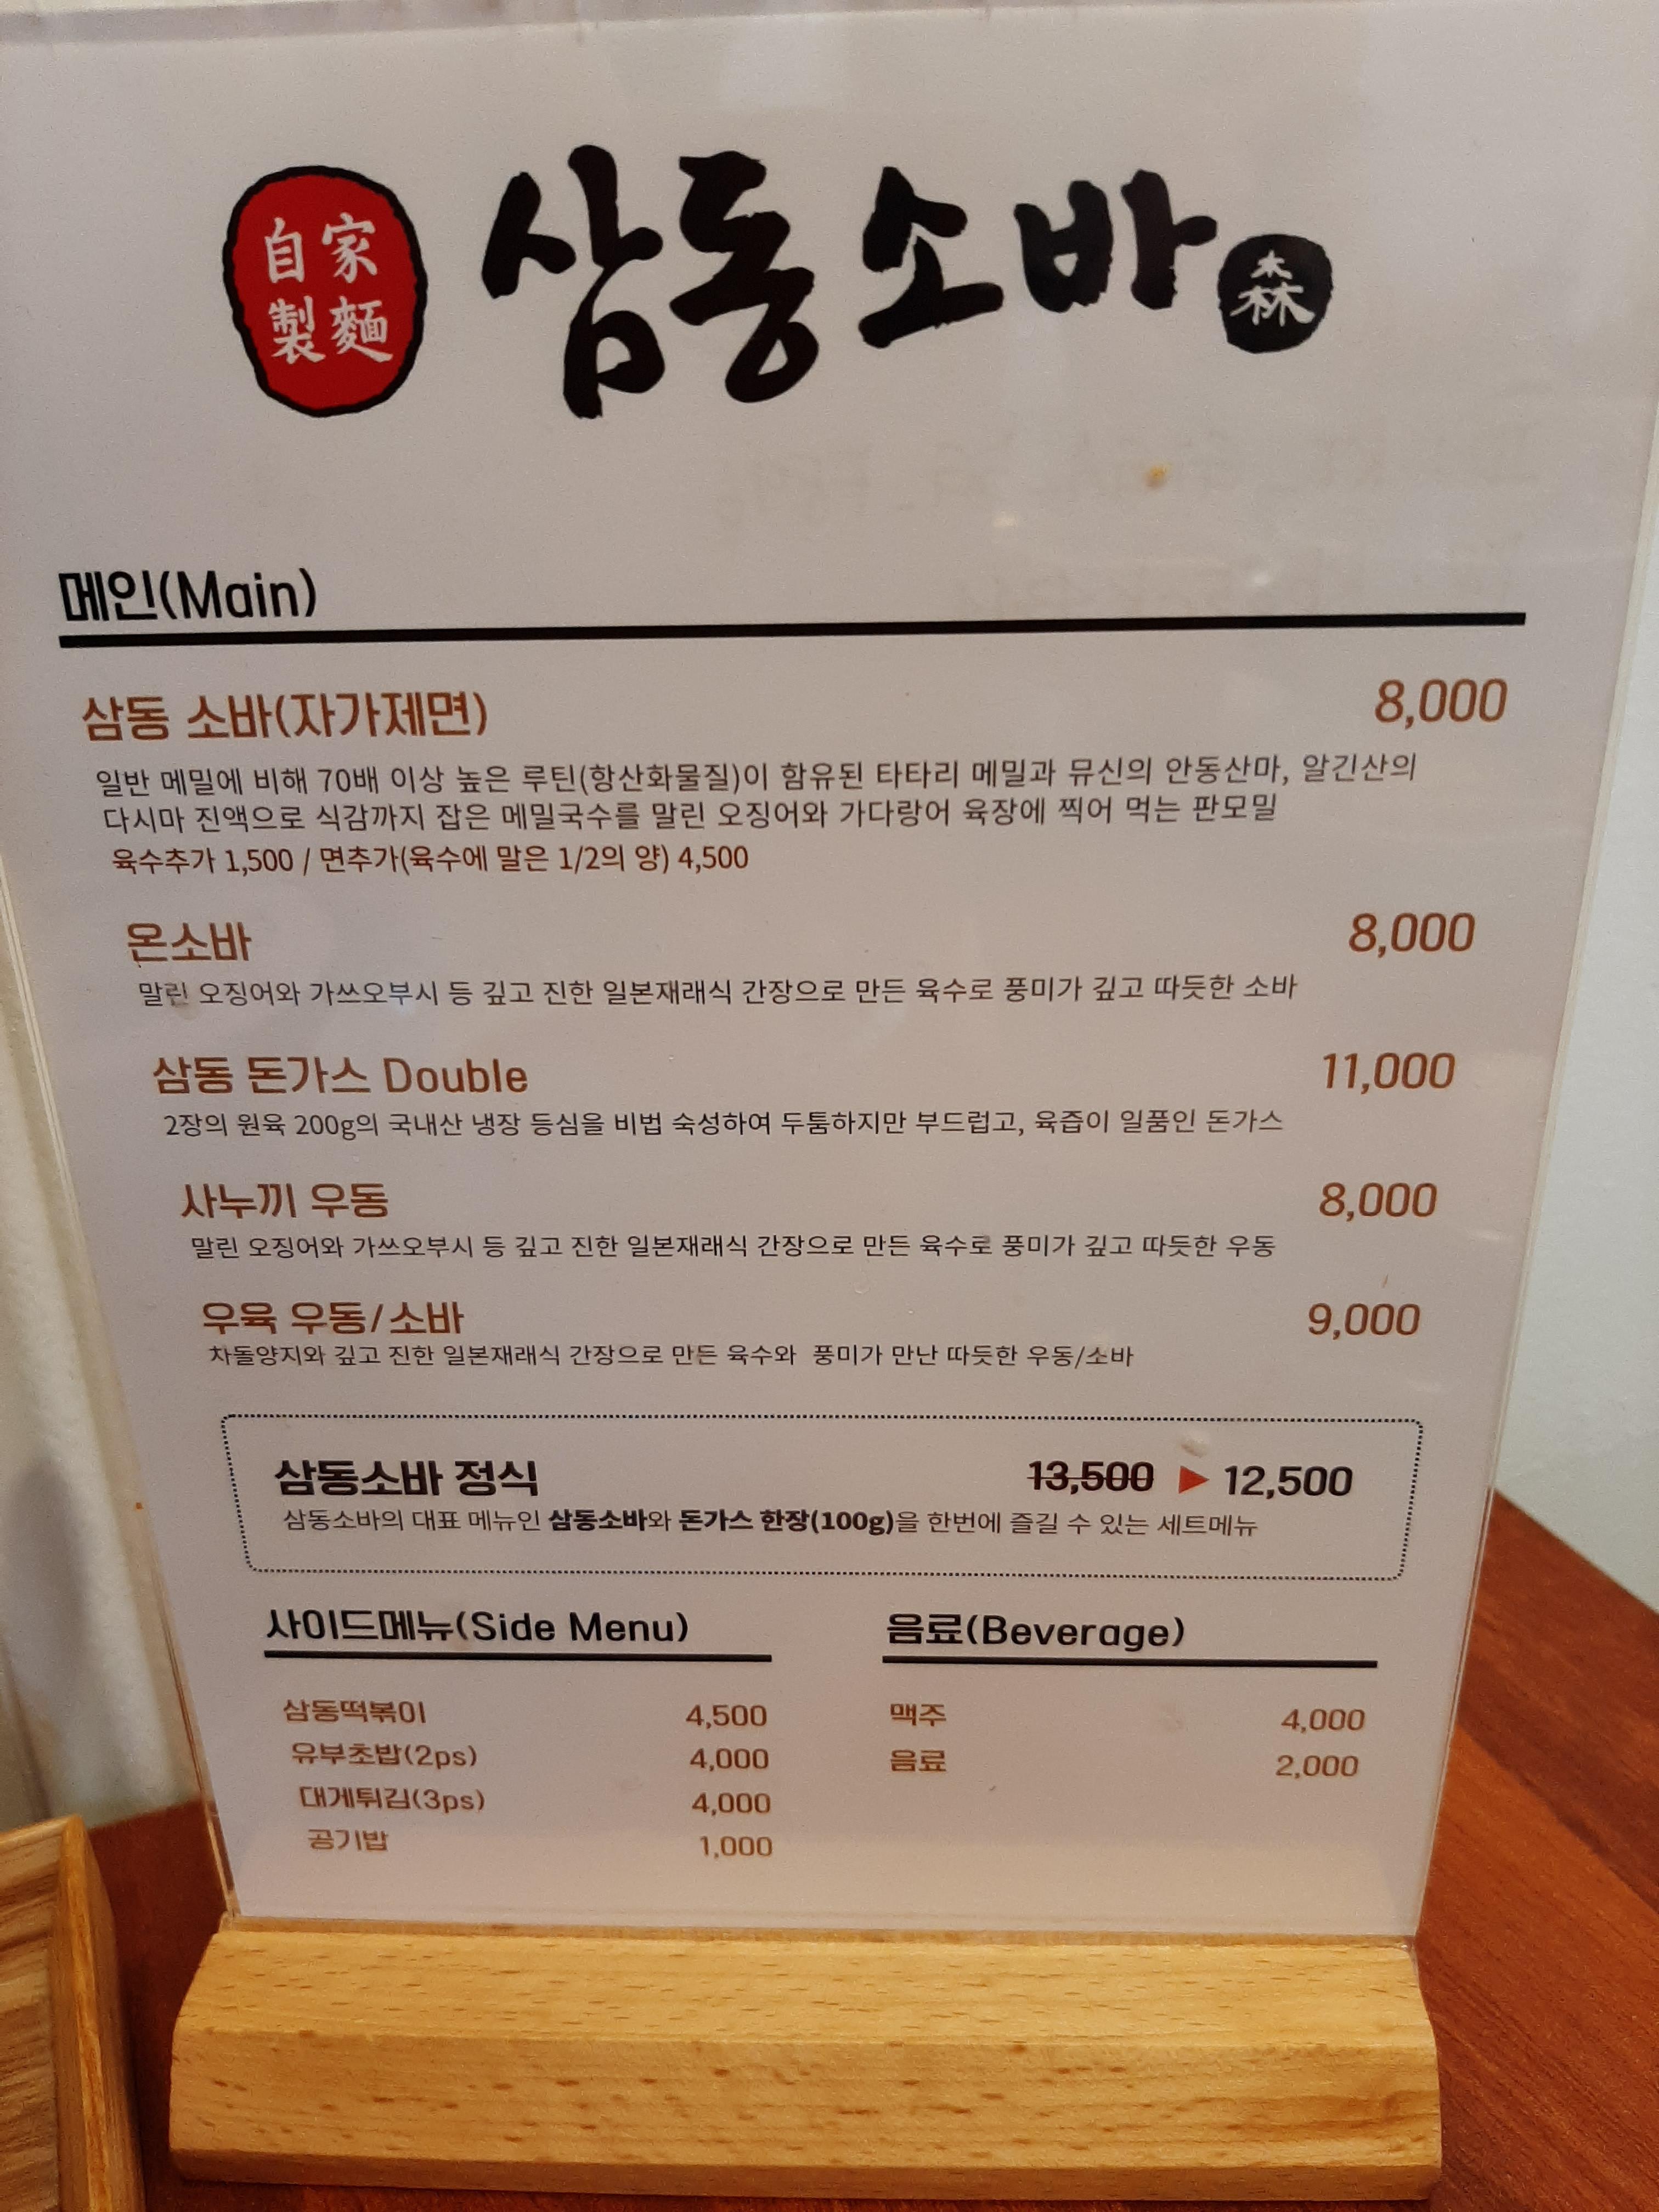 自家
製麵
삼동소바
森
메인(Main)
삼동 소바(자가제면) 8,000
일반 메밀에 비해 70배 이상 높은 루틴(항산화물질)이 함유된 타타리 메밀과 뮤신의 안동산마, 알긴산의
다시마 진액으로 식감까지 잡은 메밀국수를 말린 오징어와 가다랑어 육장에 찍어 먹는 판모밀
육수추가 1,500 / 면추가(육수에 말은 1/2의 양) 4,500
온소바 8,000
말린 오징어와 가쓰오부시 등 깊고 진한 일본재래식 간장으로 만든 육수로 풍미가 깊고 따듯한 소바
삼동 돈가스 Double 11,000
2장의 원육 200g의 국내산 냉장 등심을 비법 숙성하여 두툼하지만 부드럽고, 육즙이 일품인 돈가스
사누끼 우동 8,000
말린 오징어와 가쓰오부시 등 깊고 진한 일본재래식 간장으로 만든 육수로 풍미가 깊고 따듯한 우동
우육 우동/소바 9,000
차돌양지와 깊고 진한 일본재래식 간장으로 만든 육수와 풍미가 만난 따듯한 우동/소바
삼동소바 정식 13,500 ▶ 12,500
삼동소바의 대표 메뉴인 삼동소바와 돈가스 한장(100g)을 한번에 즐길 수 있는 세트메뉴
사이드메뉴(Side Menu)
삼동떡볶이 4,500
유부초밥(2ps) 4,000
대게튀김(3ps) 4,000
공기밥 1,000
음료(Beverage)
맥주 4,000
음료 2,000